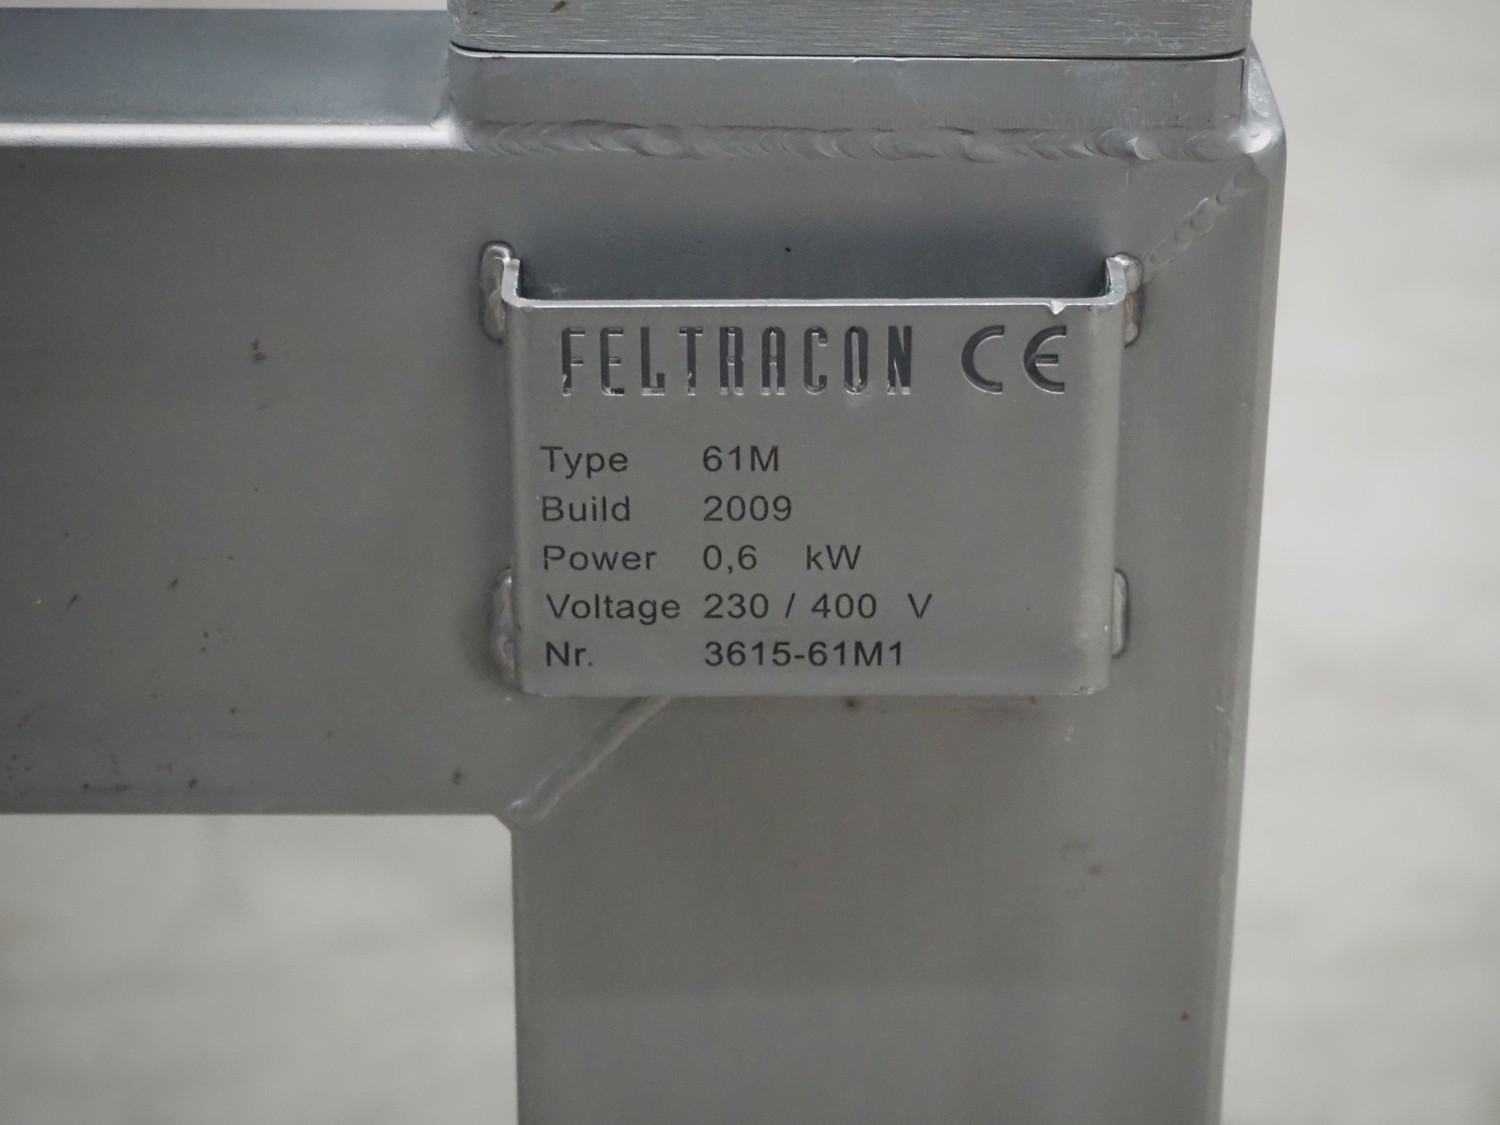 FELTRACON CE
Type 61M
Build 2009
Power 0,6 kW
Voltage 230 / 400 V
Nr. 3615-61M1